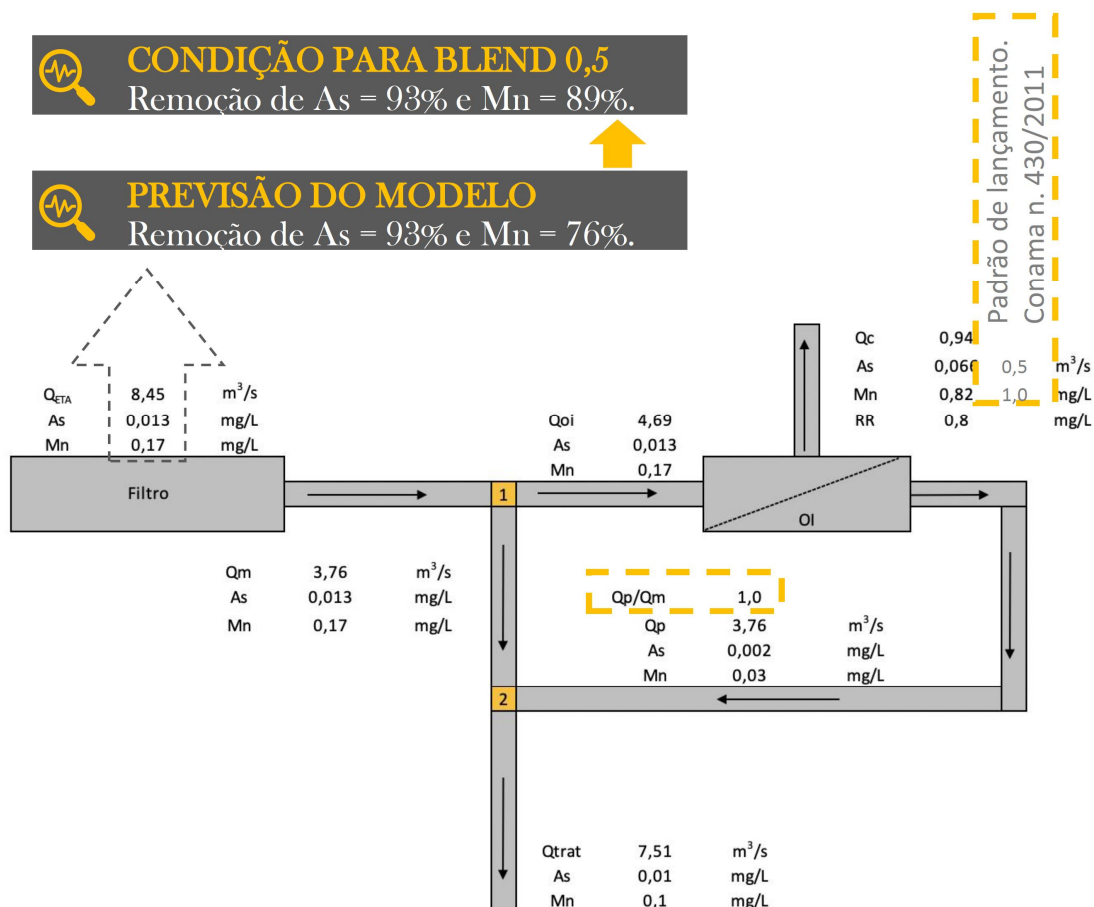 CONDIÇÃO PARA BLEND 0,5
Remoção de As = 93% e Mn = 89%.
PREVISÃO DO MODELO
Remoção de As = 93% e Mn = 76%.
Padrão de lançamento.
Conama n. 430/2011
Qc 0,94
As 0,066 0,5 m³/s
Mn 0,82 1,0 mg/L
RR 0,8 mg/L
QETA 8,45 m³/s
As 0,013 mg/L
Mn 0,17 mg/L
Qoi 4,69
As 0,013
Mn 0,17
Filtro
1
OI
Qm 3,76 m³/s
As 0,013 mg/L
Mn 0,17 mg/L
Qp/Qm 1,0
Qp 3,76 m³/s
As 0,002 mg/L
Mn 0,03 mg/L
2
Qtrat 7,51 m³/s
As 0,01 mg/L
Mn 0,1 mg/L